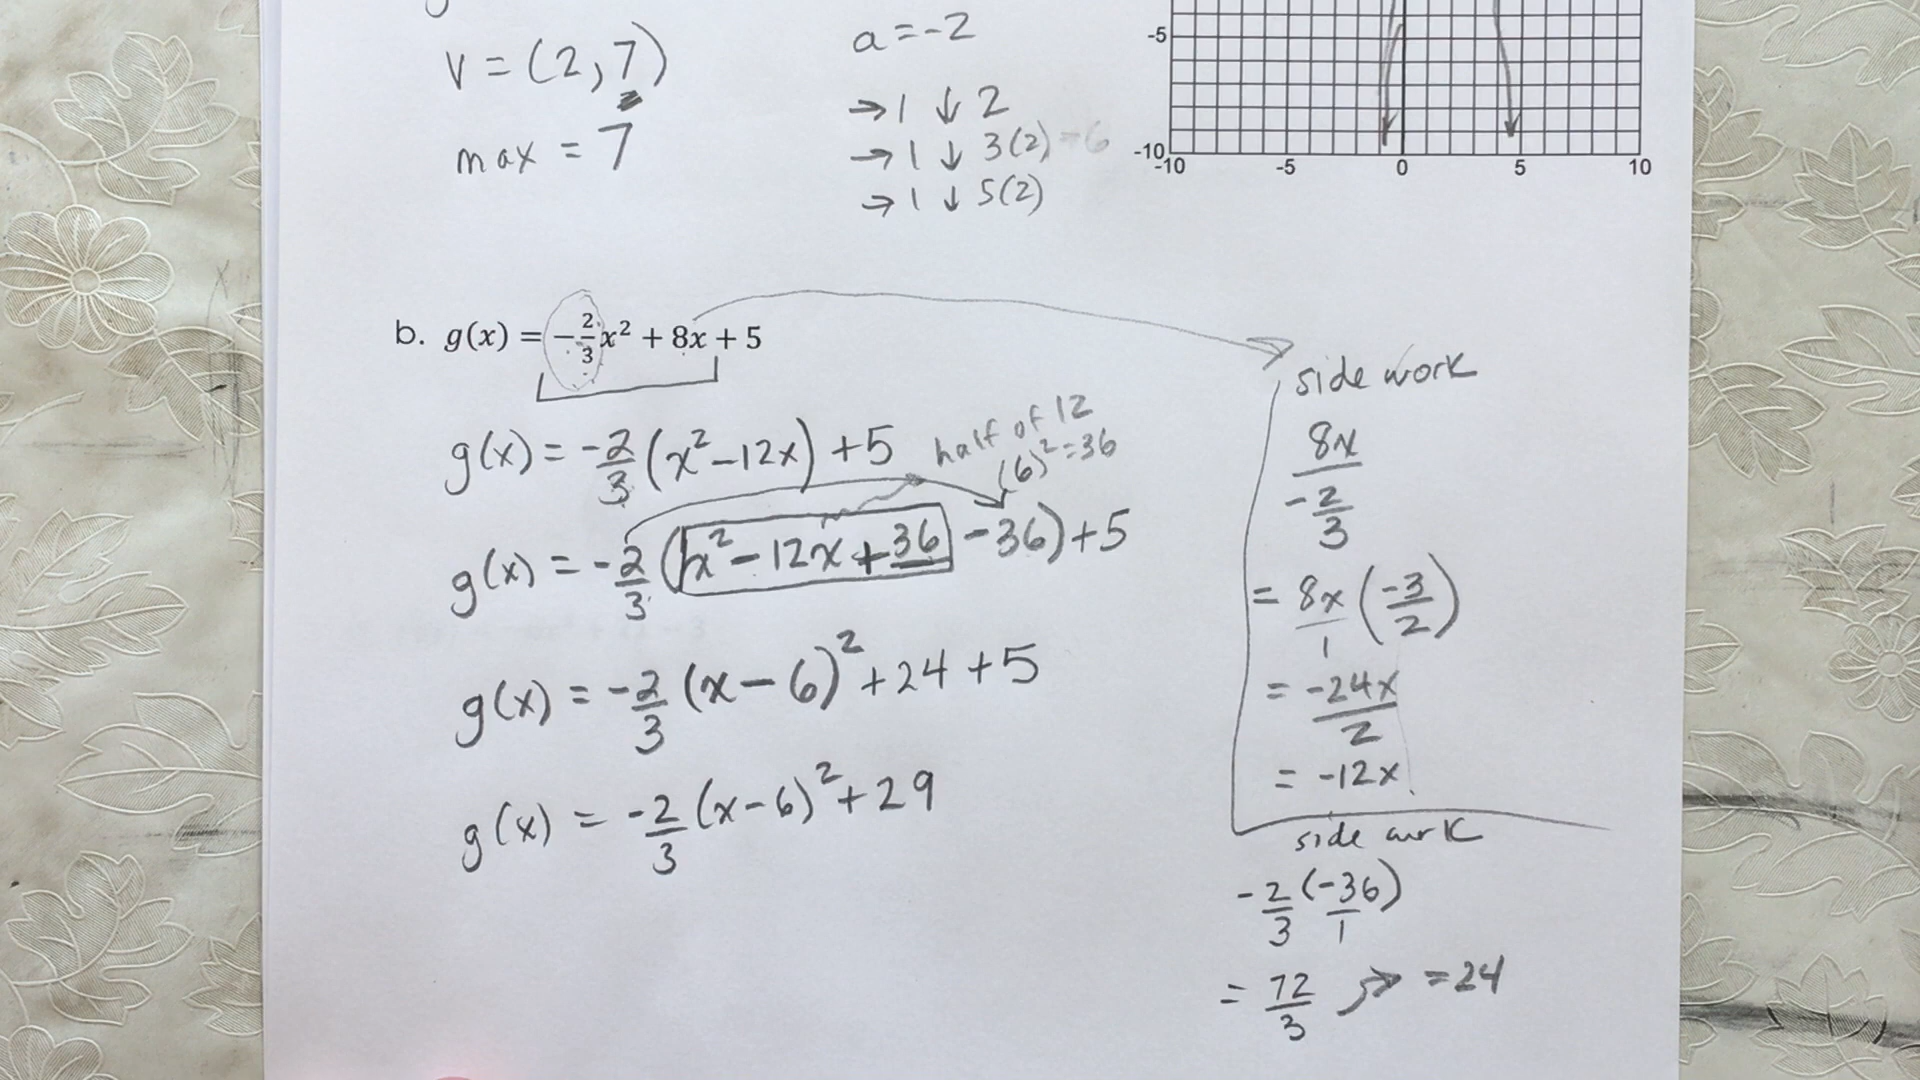 v = (2, 7)
max = 7
a = -2
→ 1 ↓ 2
→ 1 ↓ 3(2) = 6
→ 1 ↓ 5(2)
-5
-10
-10 -5 0 5 10
b. g(x) = -2/3 x² + 8x + 5
g(x) = -2/3 (x² - 12x) + 5
half of 12
(6)² = 36
g(x) = -2/3 (x² - 12x + 36 - 36) + 5
g(x) = -2/3 (x - 6)² + 24 + 5
g(x) = -2/3 (x - 6)² + 29
side work
8x
-2/3
= 8x/1 (-3/2)
= -24x/2
= -12x
side work
-2/3 (-36/1)
= 72/3 → = 24